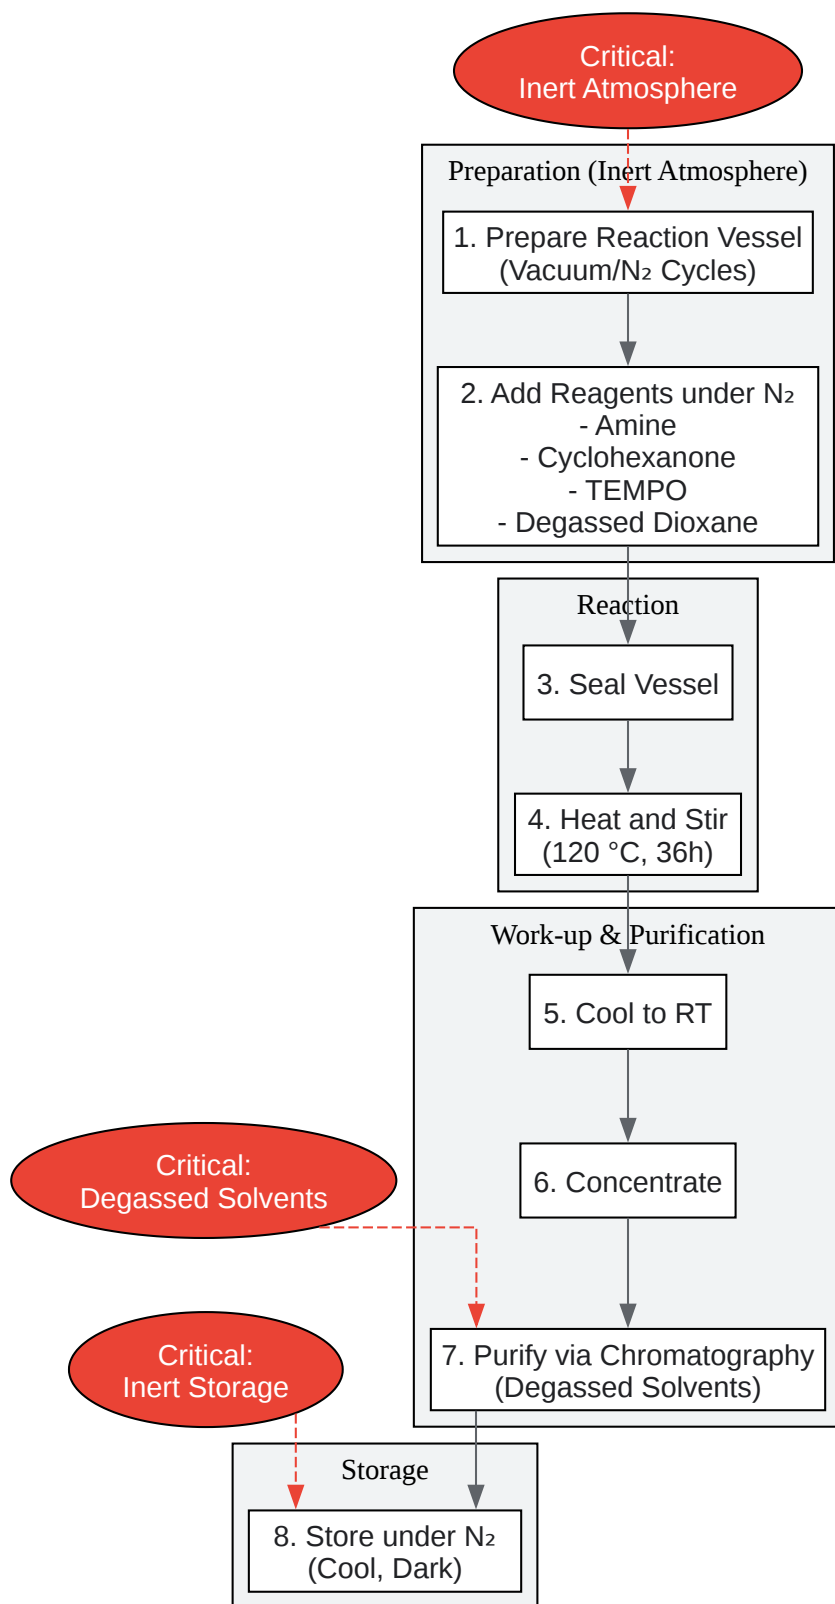 Critical:
Inert Atmosphere
Preparation (Inert Atmosphere)
1. Prepare Reaction Vessel
(Vacuum/N₂ Cycles)
2. Add Reagents under N₂
- Amine
- Cyclohexanone
- TEMPO
- Degassed Dioxane
Reaction
3. Seal Vessel
4. Heat and Stir
(120 °C, 36h)
Work-up & Purification
5. Cool to RT
6. Concentrate
Critical:
Degassed Solvents
7. Purify via Chromatography
(Degassed Solvents)
Critical:
Inert Storage
Storage
8. Store under N₂
(Cool, Dark)